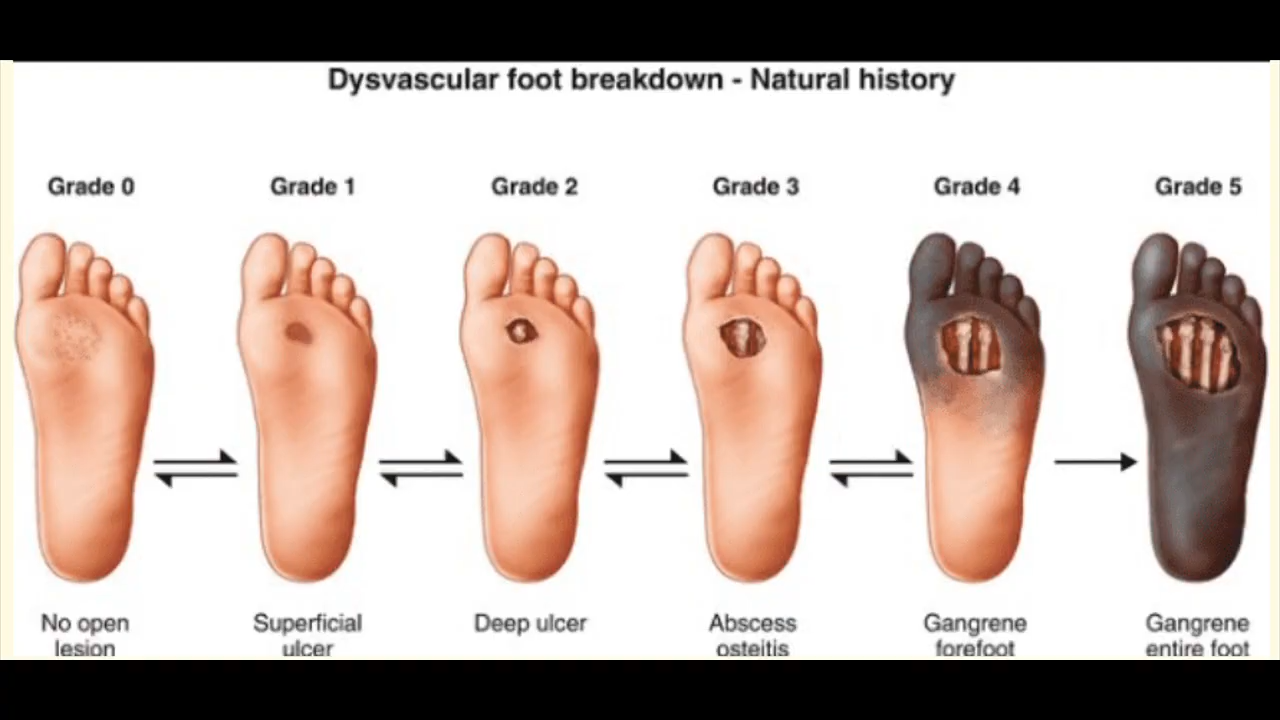 Dysvascular foot breakdown - Natural history
Grade 0
Grade 1
Grade 2
Grade 3
Grade 4
Grade 5
No open
lesion
Superficial
ulcer
Deep ulcer
Abscess
osteitis
Gangrene
forefoot
Gangrene
entire foot